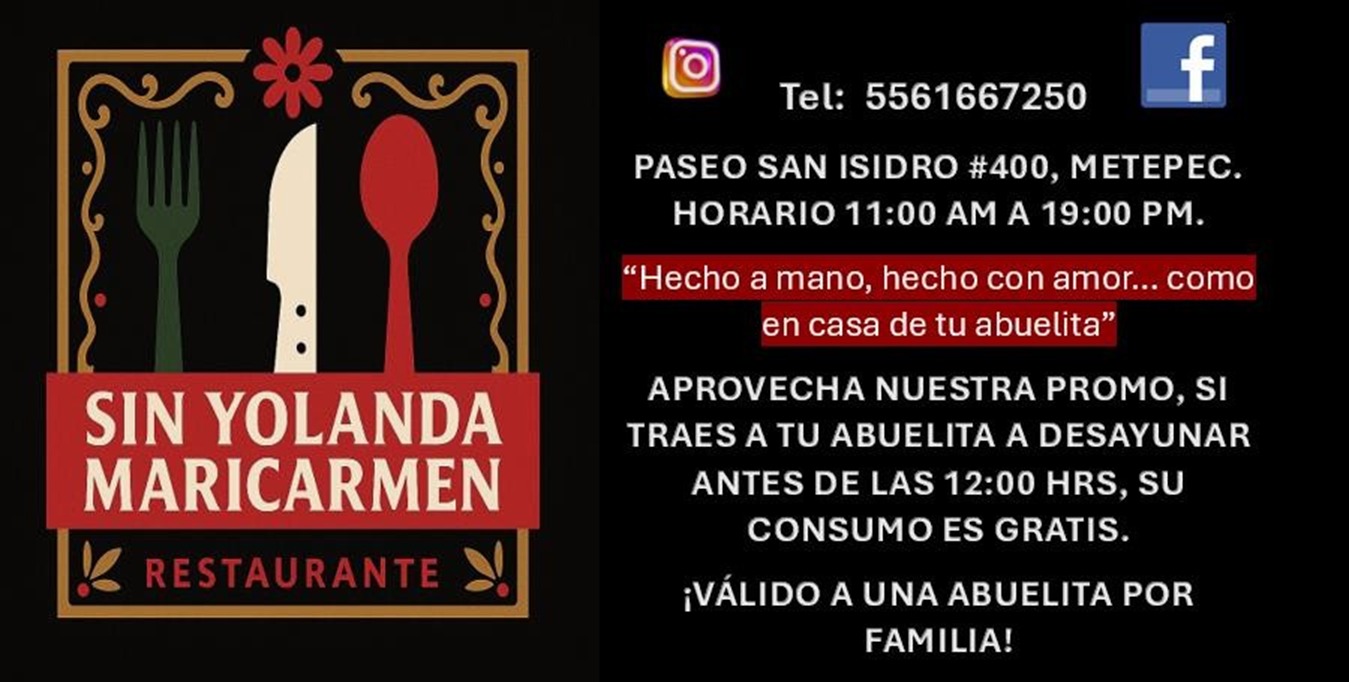 SIN YOLANDA
MARICARMEN
RESTAURANTE
Tel: 5561667250
PASEO SAN ISIDRO #400, METEPEC.
HORARIO 11:00 AM A 19:00 PM.
“Hecho a mano, hecho con amor... como
en casa de tu abuelita”
APROVECHA NUESTRA PROMO, SI
TRAES A TU ABUELITA A DESAYUNAR
ANTES DE LAS 12:00 HRS, SU
CONSUMO ES GRATIS.
¡VÁLIDO A UNA ABUELITA POR
FAMILIA!